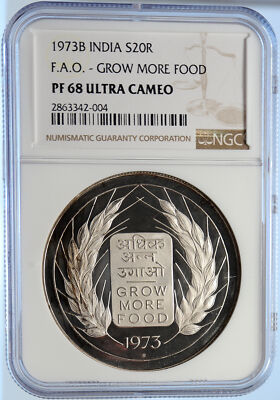 1973B INDIA S20R
F.A.O. - GROW MORE FOOD
PF 68 ULTRA CAMEO
2863342-004
NUMISMATIC GUARANTY CORPORATION
NGC
अधिक
अन्न
उगाओ
GROW
MORE
FOOD
1973